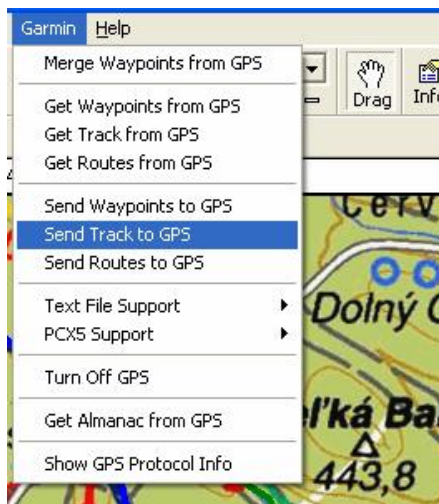 Garmin Help
Merge Waypoints from GPS
Drag
Get Waypoints from GPS
Get Track from GPS
Get Routes from GPS
Send Waypoints to GPS
Send Track to GPS
Send Routes to GPS
Text File Support
Dolný
PCX5 Support
Turn Off GPS
Get Almanac from GPS
Show GPS Protocol Info
443,8